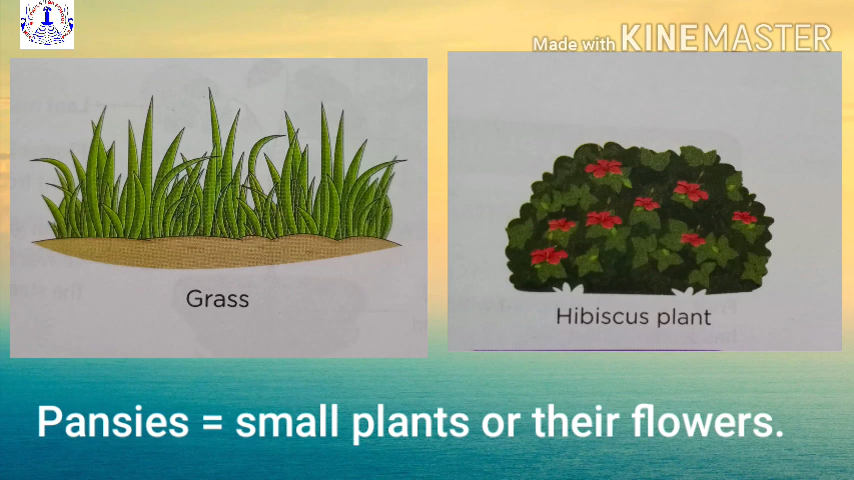 Made with KINEMASTER
Grass
Hibiscus plant
Pansies = small plants or their flowers.